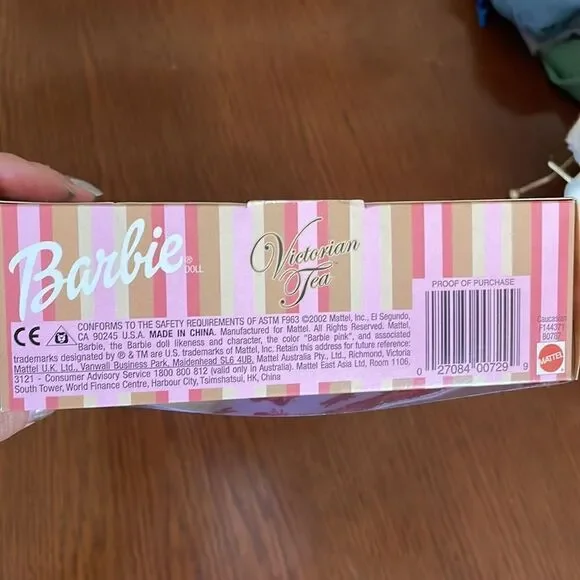 Barbie® DOLL
Victorian
Tea™
PROOF OF PURCHASE
0 27084 00729 9
Caucasian
F144371
B0787
MATTEL
CE
CONFORMS TO THE SAFETY REQUIREMENTS OF ASTM F963 ©2002 Mattel, Inc., El Segundo,
CA 90245 U.S.A. MADE IN CHINA. Manufactured for Mattel. All Rights Reserved. Mattel,
Barbie, the Barbie doll likeness and character, the color "Barbie pink", and associated
trademarks designated by ® & TM are U.S. trademarks of Mattel, Inc. Retain this address for future reference:
Mattel U.K. Ltd., Vanwall Business Park, Maidenhead SL6 4UB, Mattel Australia Pty., Ltd., Richmond, Victoria
3121 - Consumer Advisory Service 1800 800 812 (valid only in Australia). Mattel East Asia Ltd, Room 1106,
South Tower, World Finance Centre, Harbour City, Tsimshatsui, HK, China